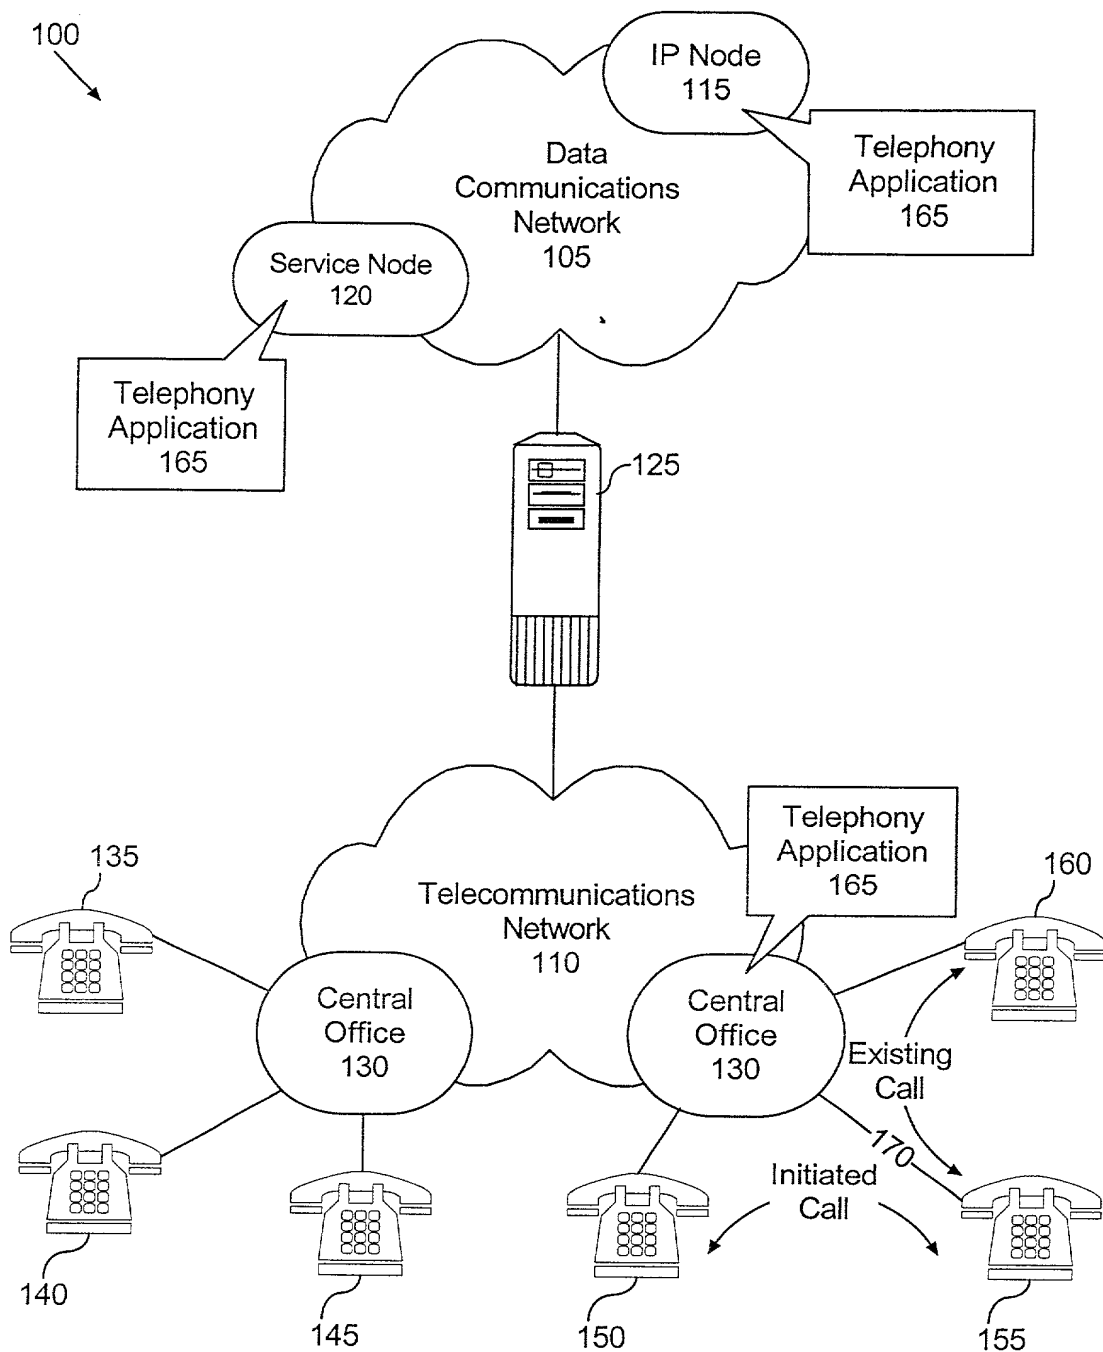 100
IP Node
115
Data
Communications
Network
105
Telephony
Application
165
Service Node
120
Telephony
Application
165
125
Telecommunications
Network
110
Telephony
Application
165
135
160
Central
Office
130
Central
Office
130
Existing
Call
170
Initiated
Call
140
145
150
155